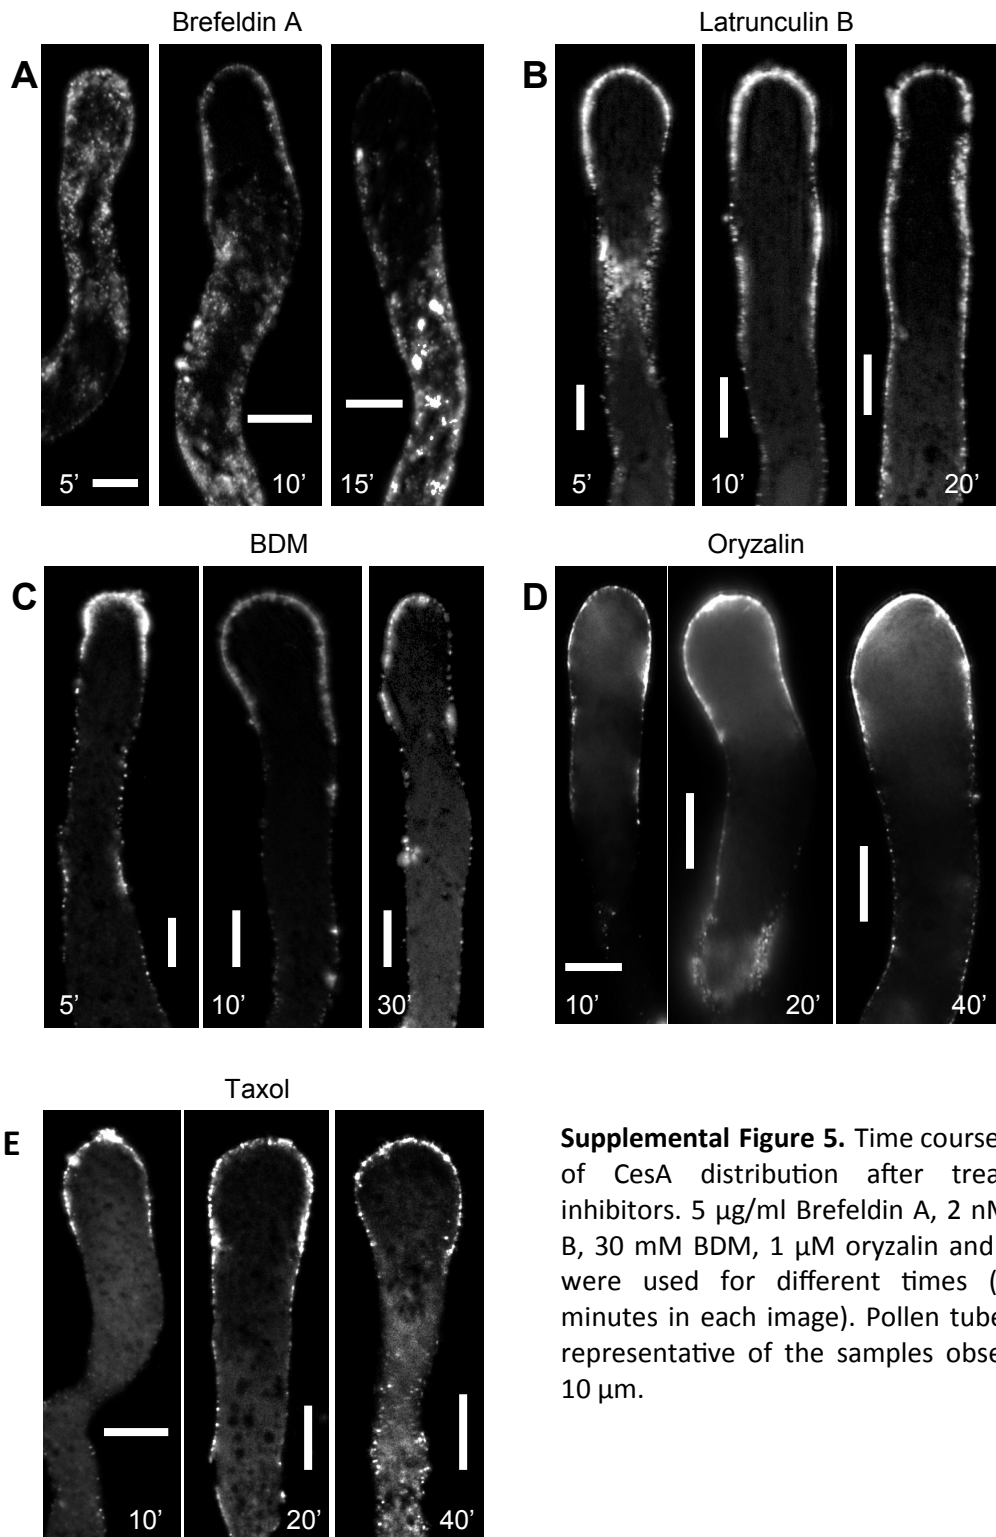 Brefeldin A
Latrunculin B
A
B
5’
10’
15’
5’
10’
20’
BDM
Oryzalin
C
D
5’
10’
30’
10’
20’
40’
Taxol
E
10’
20’
40’
Supplemental Figure 5. Time course
of CesA distribution after trea
inhibitors. 5 µg/ml Brefeldin A, 2 nM
B, 30 mM BDM, 1 µM oryzalin and
were used for different times (
minutes in each image). Pollen tube
representative of the samples obse
10 µm.